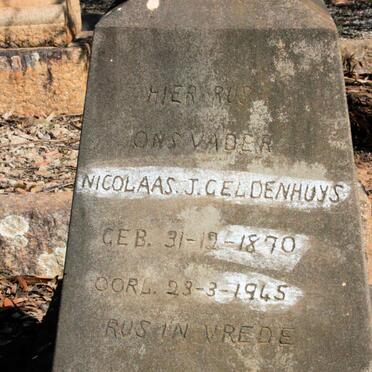 HIER RUS
ONS VADER
NICOLAAS. J. GELDENHUYS
GEB. 31-12-1870
OORL. 23-3-1945
RUS IN VREDE